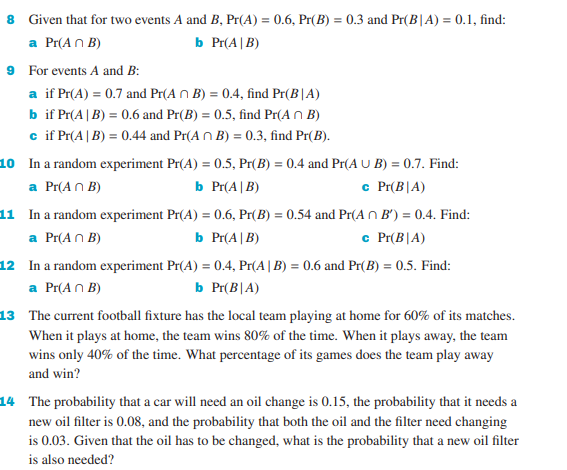 8 Given that for two events A and B, Pr(A) = 0.6, Pr(B) = 0.3 and Pr(B | A) = 0.1, find:
a Pr(A ∩ B) b Pr(A | B)
9 For events A and B:
a if Pr(A) = 0.7 and Pr(A ∩ B) = 0.4, find Pr(B | A)
b if Pr(A | B) = 0.6 and Pr(B) = 0.5, find Pr(A ∩ B)
c if Pr(A | B) = 0.44 and Pr(A ∩ B) = 0.3, find Pr(B).
10 In a random experiment Pr(A) = 0.5, Pr(B) = 0.4 and Pr(A ∪ B) = 0.7. Find:
a Pr(A ∩ B) b Pr(A | B) c Pr(B | A)
11 In a random experiment Pr(A) = 0.6, Pr(B) = 0.54 and Pr(A ∩ B′) = 0.4. Find:
a Pr(A ∩ B) b Pr(A | B) c Pr(B | A)
12 In a random experiment Pr(A) = 0.4, Pr(A | B) = 0.6 and Pr(B) = 0.5. Find:
a Pr(A ∩ B) b Pr(B | A)
13 The current football fixture has the local team playing at home for 60% of its matches.
When it plays at home, the team wins 80% of the time. When it plays away, the team
wins only 40% of the time. What percentage of its games does the team play away
and win?
14 The probability that a car will need an oil change is 0.15, the probability that it needs a
new oil filter is 0.08, and the probability that both the oil and the filter need changing
is 0.03. Given that the oil has to be changed, what is the probability that a new oil filter
is also needed?